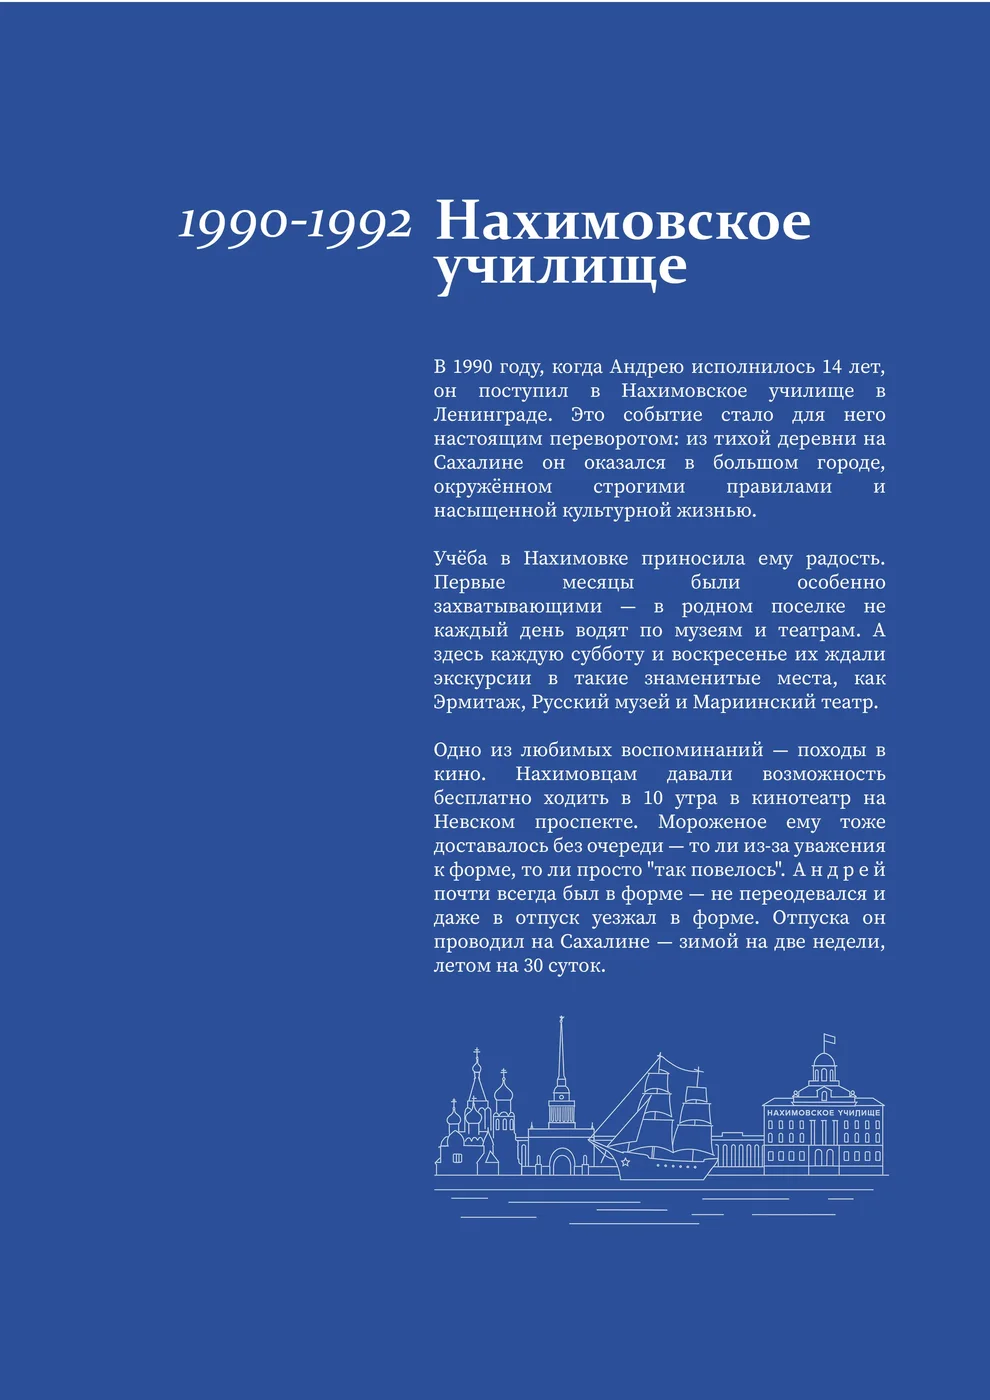 1990-1992 Нахимовское
училище
В 1990 году, когда Андрею исполнилось 14 лет,
он поступил в Нахимовское училище в
Ленинграде. Это событие стало для него
настоящим переворотом: из тихой деревни на
Сахалине он оказался в большом городе,
окружённом строгими правилами и
насыщенной культурной жизнью.
Учёба в Нахимовке приносила ему радость.
Первые месяцы были особенно
захватывающими — в родном поселке не
каждый день водят по музеям и театрам. А
здесь каждую субботу и воскресенье их ждали
экскурсии в такие знаменитые места, как
Эрмитаж, Русский музей и Мариинский театр.
Одно из любимых воспоминаний — походы в
кино. Нахимовцам давали возможность
бесплатно ходить в 10 утра в кинотеатр на
Невском проспекте. Мороженое ему тоже
доставалось без очереди — то ли из-за уважения
к форме, то ли просто "так повелось". Андрей
почти всегда был в форме — не переодевался и
даже в отпуск уезжал в форме. Отпуска он
проводил на Сахалине — зимой на две недели,
летом на 30 суток.
НАХИМОВСКОЕ УЧИЛИЩЕ